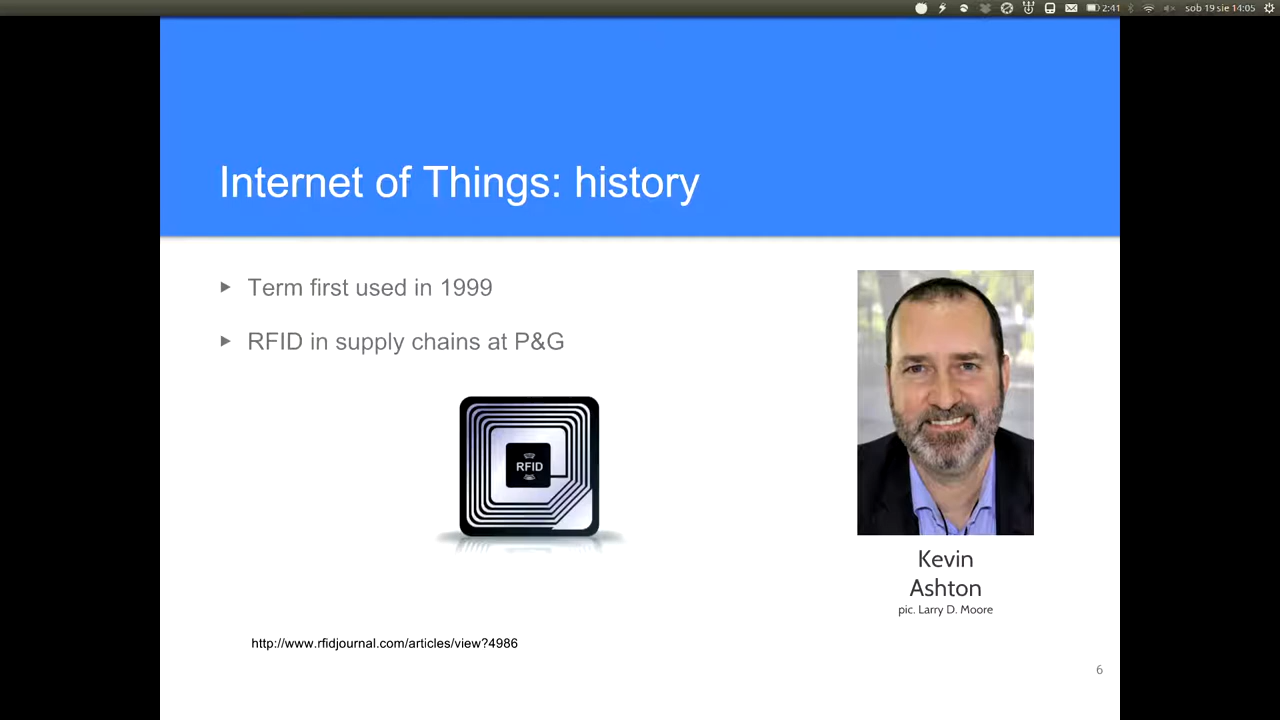 2:41 sob 19 sie 14:05
Internet of Things: history
Term first used in 1999
RFID in supply chains at P&G
RFID
Kevin
Ashton
pic. Larry D. Moore
http://www.rfidjournal.com/articles/view?4986
6